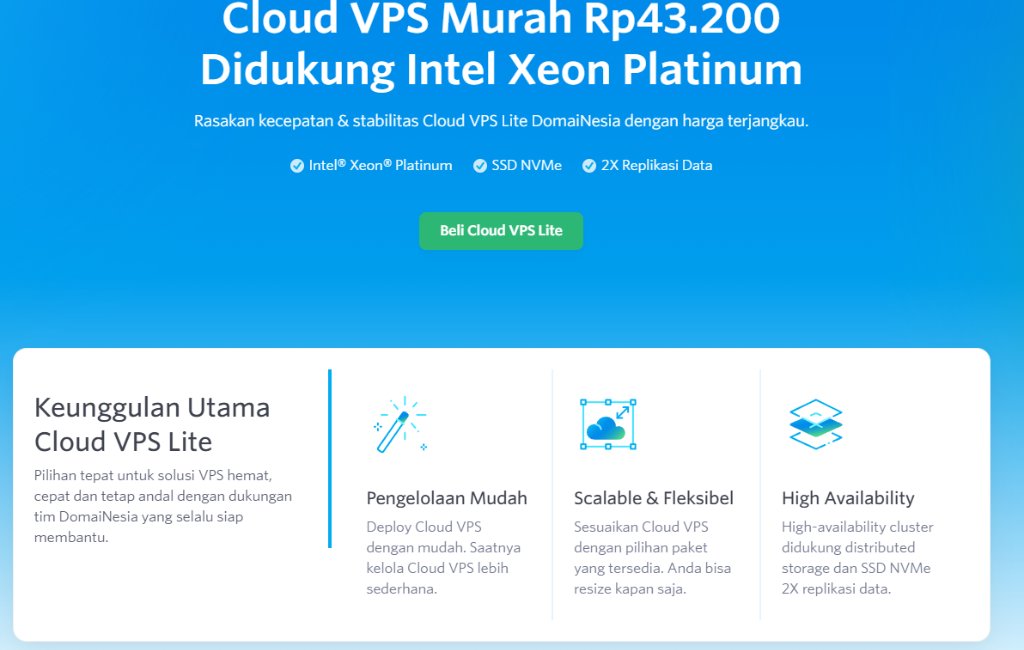 Cloud VPS Murah Rp43.200
Didukung Intel Xeon Platinum
Rasakan kecepatan & stabilitas Cloud VPS Lite DomaiNesia dengan harga terjangkau.
Intel® Xeon® Platinum
SSD NVMe
2X Replikasi Data
Beli Cloud VPS Lite
Keunggulan Utama
Cloud VPS Lite
Pilihan tepat untuk solusi VPS hemat,
cepat dan tetap andal dengan dukungan
tim DomaiNesia yang selalu siap
membantu.
Pengelolaan Mudah
Deploy Cloud VPS
dengan mudah. Saatnya
kelola Cloud VPS lebih
sederhana.
Scalable & Fleksibel
Sesuaikan Cloud VPS
dengan pilihan paket
yang tersedia. Anda bisa
resize kapan saja.
High Availability
High-availability cluster
didukung distributed
storage dan SSD NVMe
2X replikasi data.